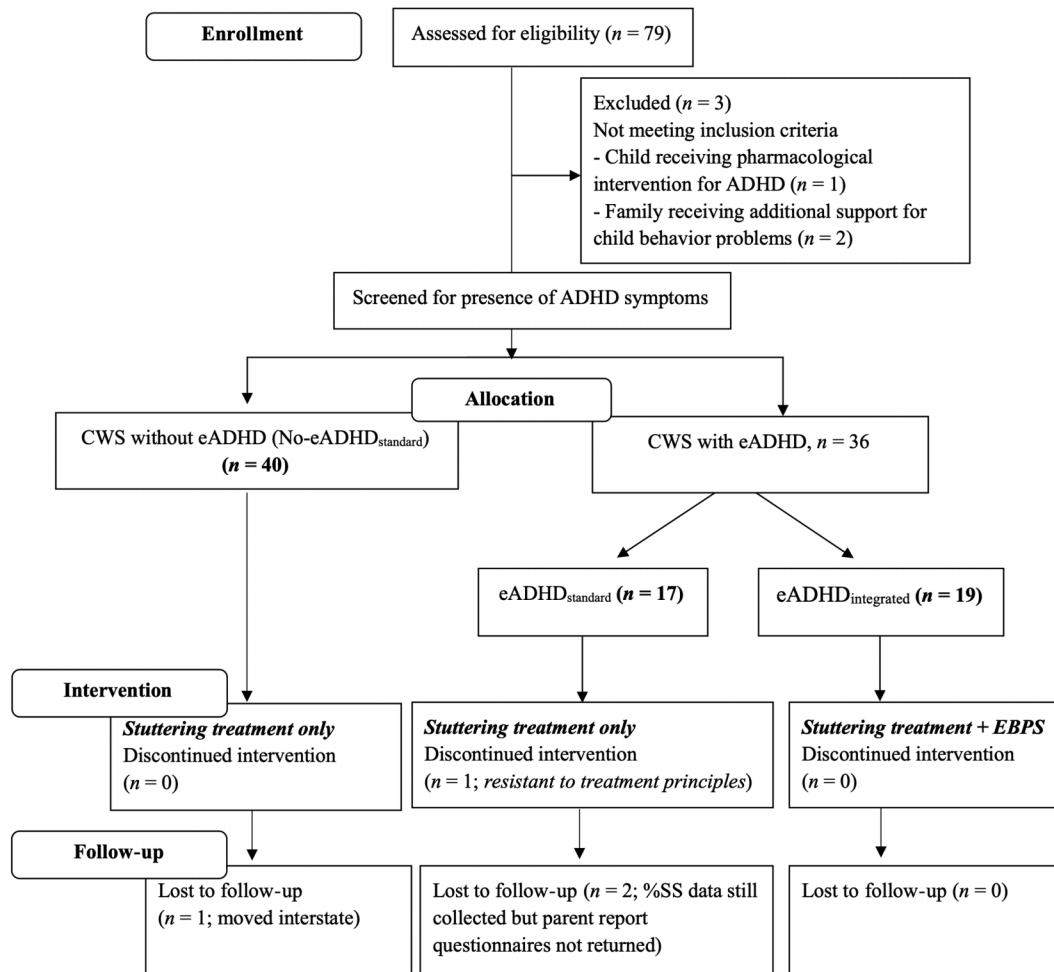 Enrollment
Assessed for eligibility (n = 79)
Excluded (n = 3)
Not meeting inclusion criteria
- Child receiving pharmacological
intervention for ADHD (n = 1)
- Family receiving additional support for
child behavior problems (n = 2)
Screened for presence of ADHD symptoms
Allocation
CWS without eADHD (No-eADHDstandard)
(n = 40)
CWS with eADHD, n = 36
eADHDstandard (n = 17)
eADHDintegrated (n = 19)
Intervention
Stuttering treatment only
Discontinued intervention
(n = 0)
Stuttering treatment only
Discontinued intervention
(n = 1; resistant to treatment principles)
Stuttering treatment + EBPS
Discontinued intervention
(n = 0)
Follow-up
Lost to follow-up
(n = 1; moved interstate)
Lost to follow-up (n = 2; %SS data still
collected but parent report
questionnaires not returned)
Lost to follow-up (n = 0)